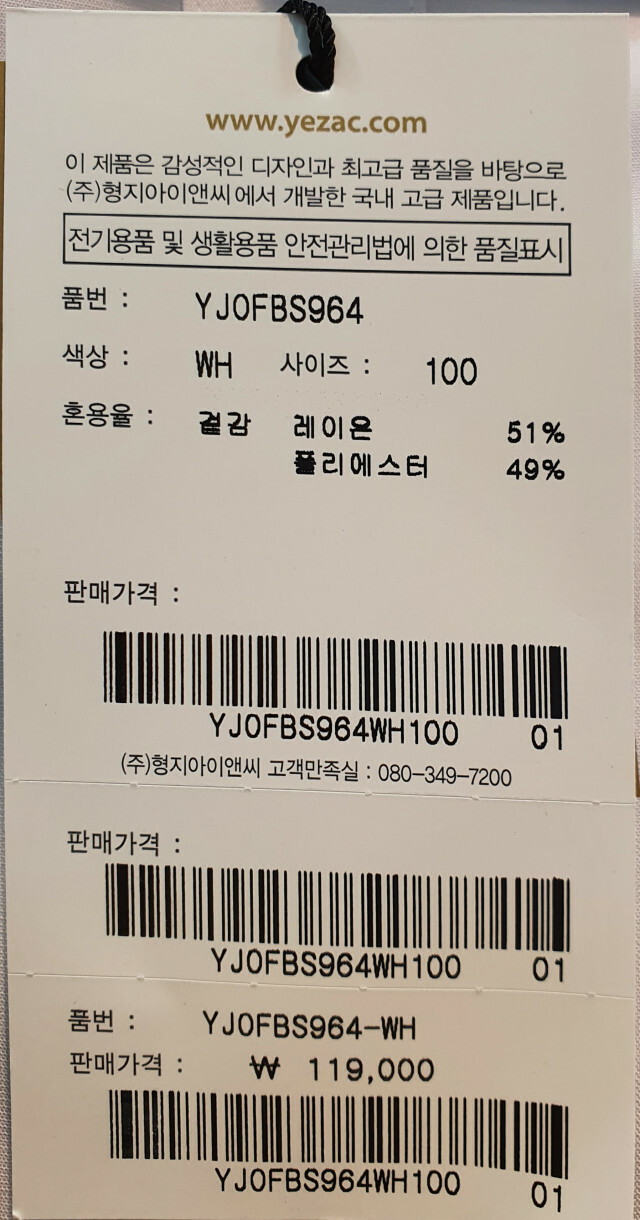 www.yezac.com
이 제품은 감성적인 디자인과 최고급 품질을 바탕으로
(주)형지아이앤씨에서 개발한 국내 고급 제품입니다.
전기용품 및 생활용품 안전관리법에 의한 품질표시
품번 : YJ0FBS964
색상 : WH 사이즈 : 100
혼용율 : 겉감 레이온 51%
폴리에스터 49%
판매가격 :
YJ0FBS964WH100 01
(주)형지아이앤씨 고객만족실 : 080-349-7200
판매가격 :
YJ0FBS964WH100 01
품번 : YJ0FBS964-WH
판매가격 : ₩ 119,000
YJ0FBS964WH100 01